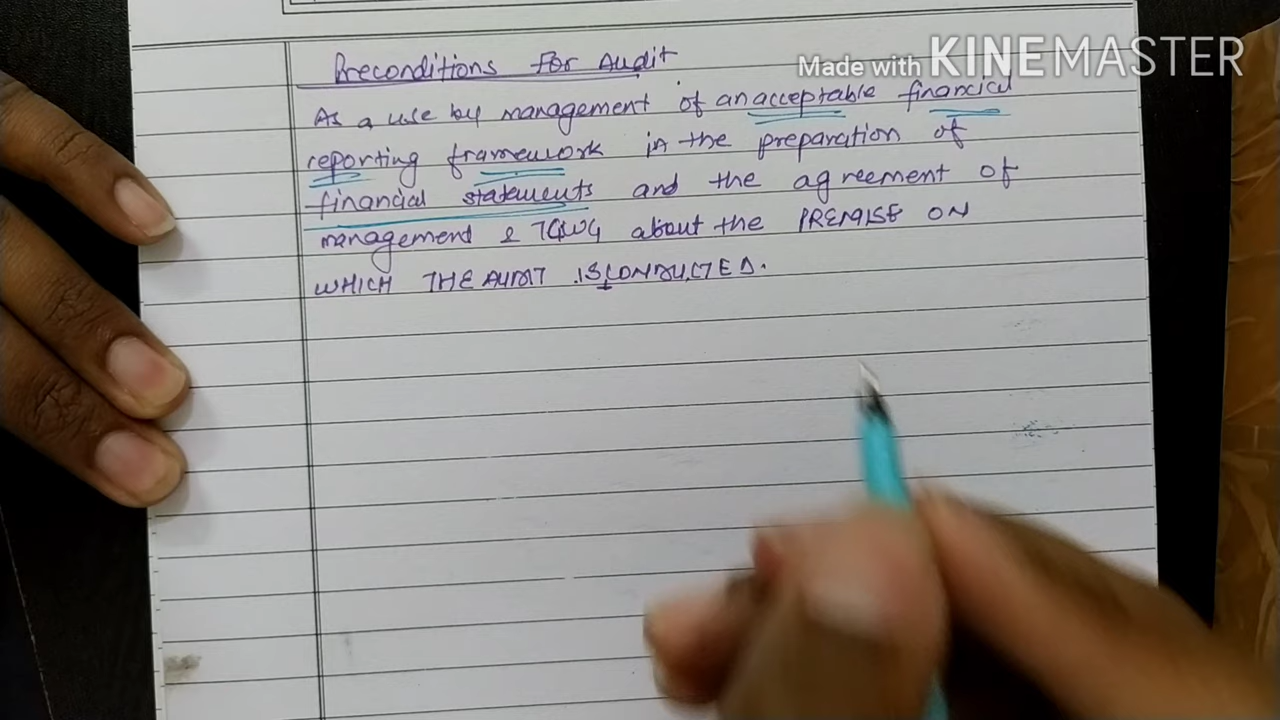 Preconditions For Audit
Made with KINEMASTER
As a use by management of an acceptable financial
reporting framework in the preparation of
financial statements and the agreement of
management & TCWG about the PREMISE ON
WHICH THE AUDIT IS CONDUCTED.